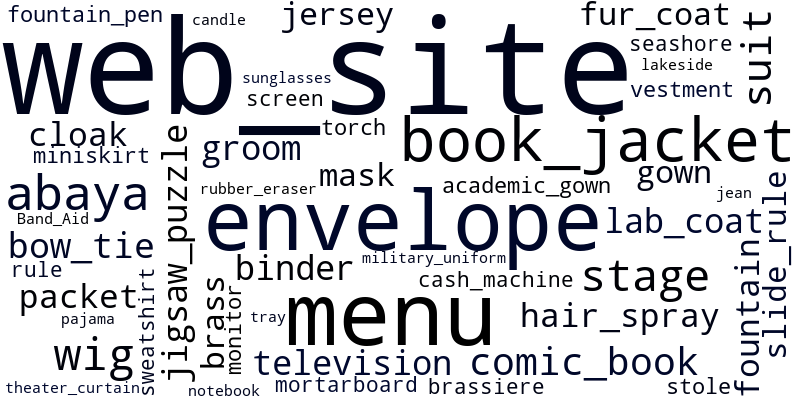 fountain_pen
candle
jersey
fur_coat
suit
web_site
seashore
lakeside
sunglasses
vestment
screen
cloak
torch
book_jacket
miniskirt
jigsaw_puzzle
groom
mask
gown
abaya
rubber_eraser
academic_gown
jean
slide_rule
Band_Aid
envelope
lab_coat
bow_tie
fountain
rule
binder
military_uniform
sweatshirt
brass
monitor
cash_machine
stage
packet
menu
pajama
tray
hair_spray
wig
television
comic_book
theater_curtain
notebook
mortarboard
brassiere
stole